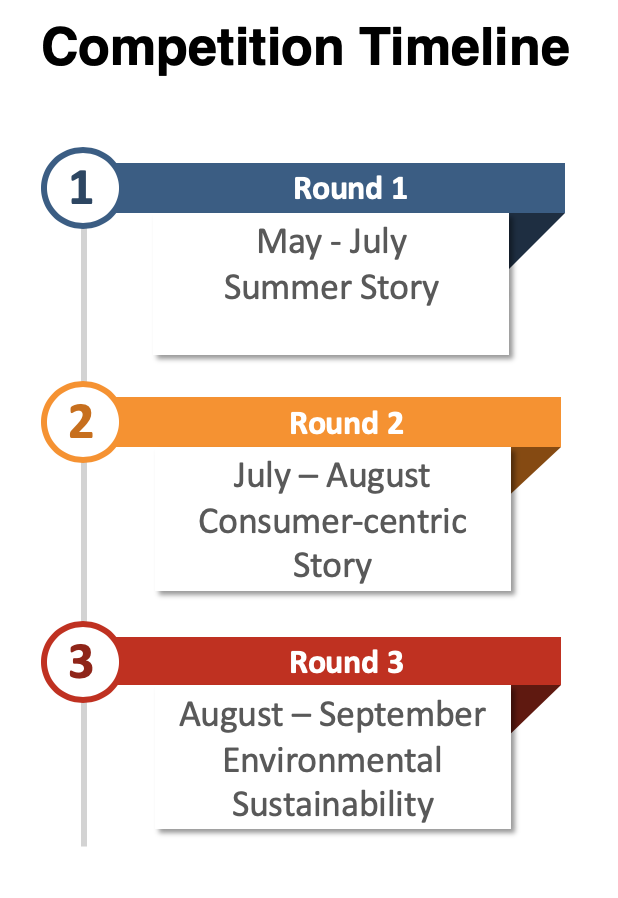 Competition Timeline
1
Round 1
May - July
Summer Story
2
Round 2
July – August
Consumer-centric
Story
3
Round 3
August – September
Environmental
Sustainability